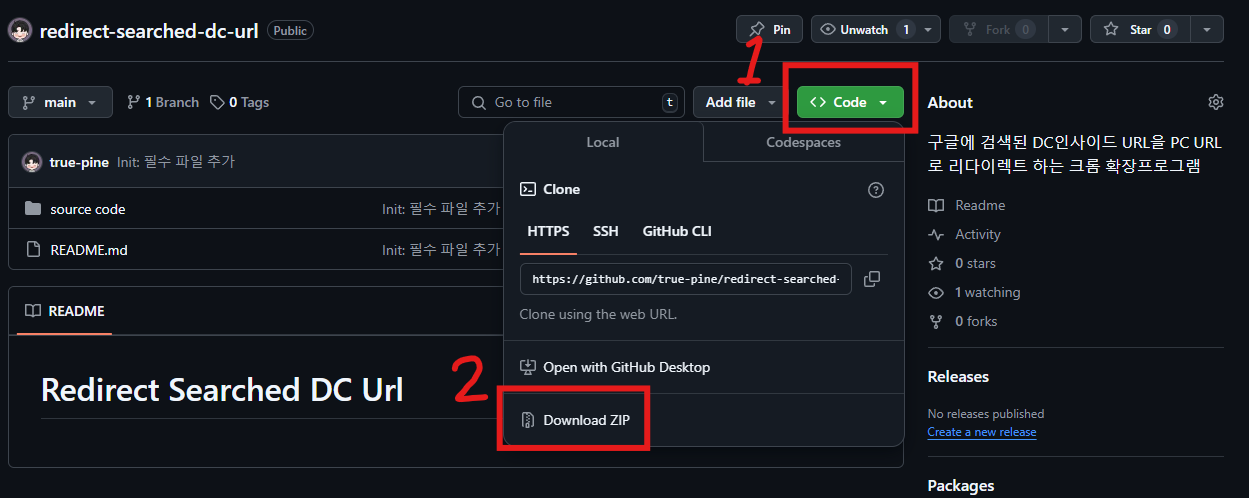 redirect-searched-dc-url Public
Pin
Unwatch 1
Fork 0
Star 0
1
main
1 Branch
0 Tags
Go to file t
Add file
Code
About
구글에 검색된 DC인사이드 URL을 PC URL
로 리다이렉트 하는 크롬 확장프로그램
true-pine Init: 필수 파일 추가
source code Init: 필수 파일 추가
README.md Init: 필수 파일 추가
Local Codespaces
Clone
HTTPS SSH GitHub CLI
https://github.com/true-pine/redirect-searched-
Clone using the web URL.
Open with GitHub Desktop
2
Download ZIP
README
Redirect Searched DC Url
Readme
Activity
0 stars
1 watching
0 forks
Releases
No releases published
Create a new release
Packages